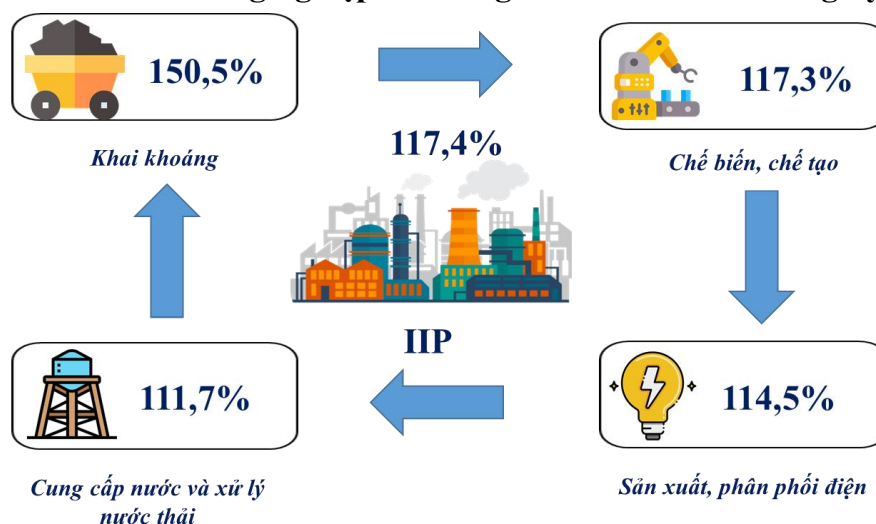 150,5%
Khai khoáng
117,3%
Chế biến, chế tạo
117,4%
IIP
111,7%
Cung cấp nước và xử lý
nước thải
114,5%
Sản xuất, phân phối điện